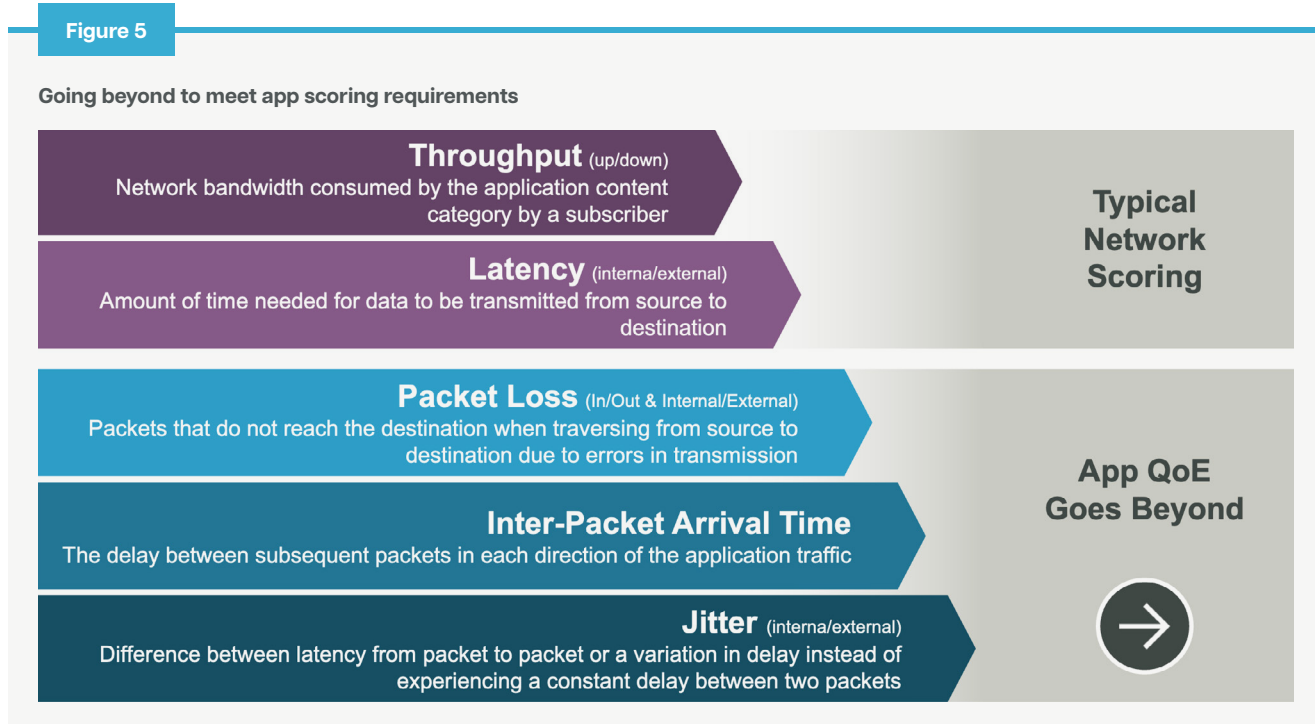 Figure 5
Going beyond to meet app scoring requirements
Throughput (up/down)
Network bandwidth consumed by the application content
category by a subscriber
Latency (interna/external)
Amount of time needed for data to be transmitted from source to
destination
Typical
Network
Scoring
Packet Loss (In/Out & Internal/External)
Packets that do not reach the destination when traversing from source to
destination due to errors in transmission
Inter-Packet Arrival Time
The delay between subsequent packets in each direction of the application traffic
Jitter (interna/external)
Difference between latency from packet to packet or a variation in delay instead of
experiencing a constant delay between two packets
App QoE
Goes Beyond